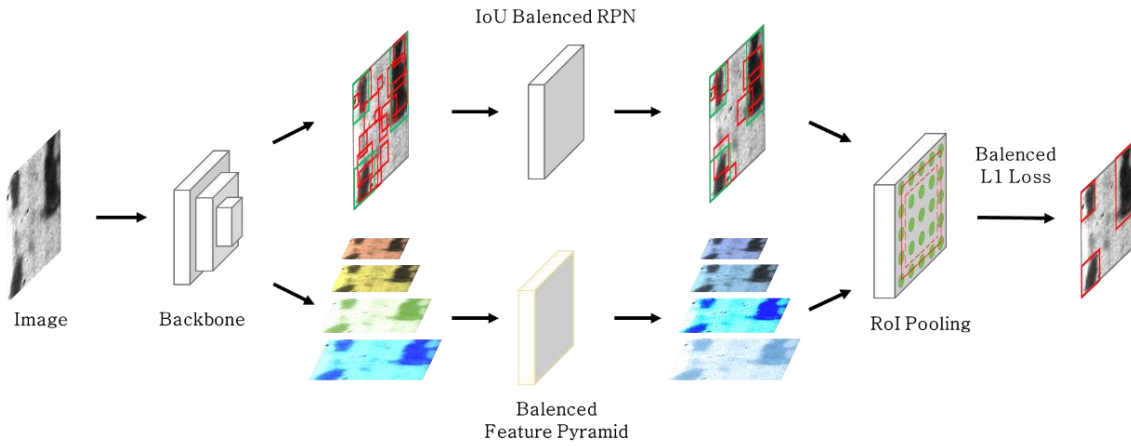 IoU Balenced RPN
Image
Backbone
Balenced
Feature Pyramid
RoI Pooling
Balenced
L1 Loss